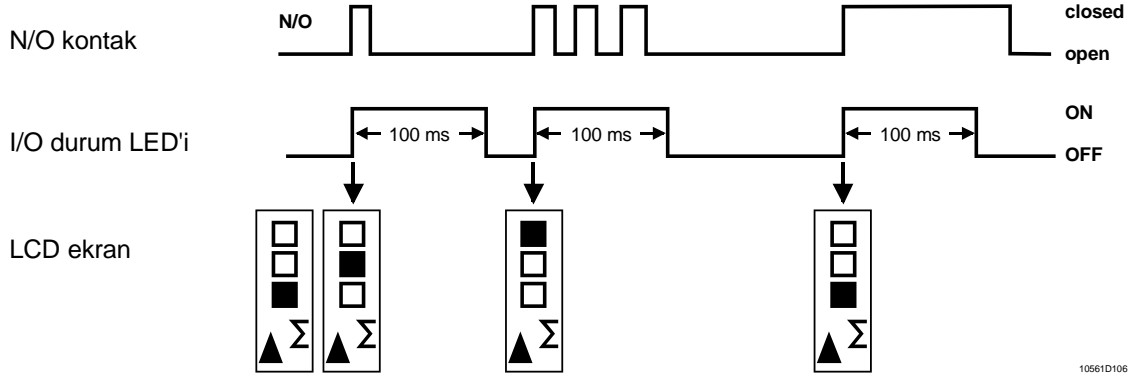 N/O kontak
N/O
closed
open
I/O durum LED'i
100 ms
100 ms
100 ms
ON
OFF
LCD ekran
Σ
Σ
Σ
Σ
10561D106